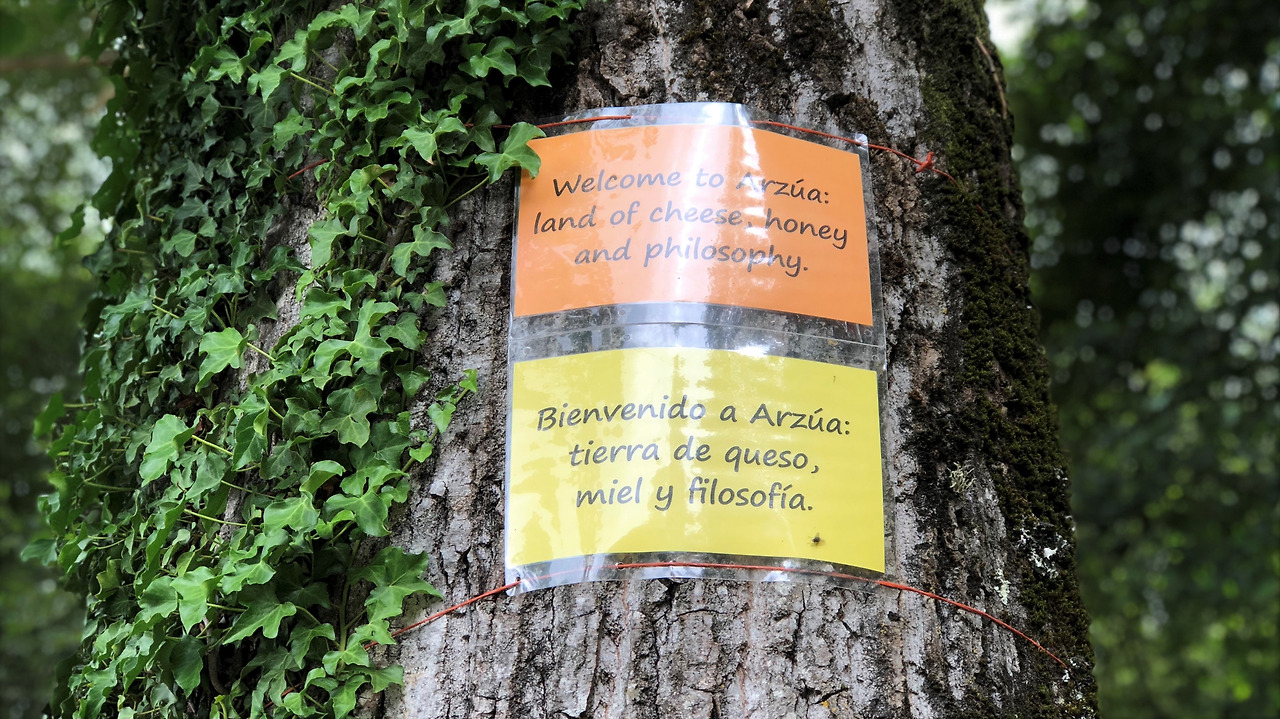 Welcome to Arzúa:
land of cheese, honey
and philosophy.
Bienvenido a Arzúa:
tierra de queso,
miel y filosofía.